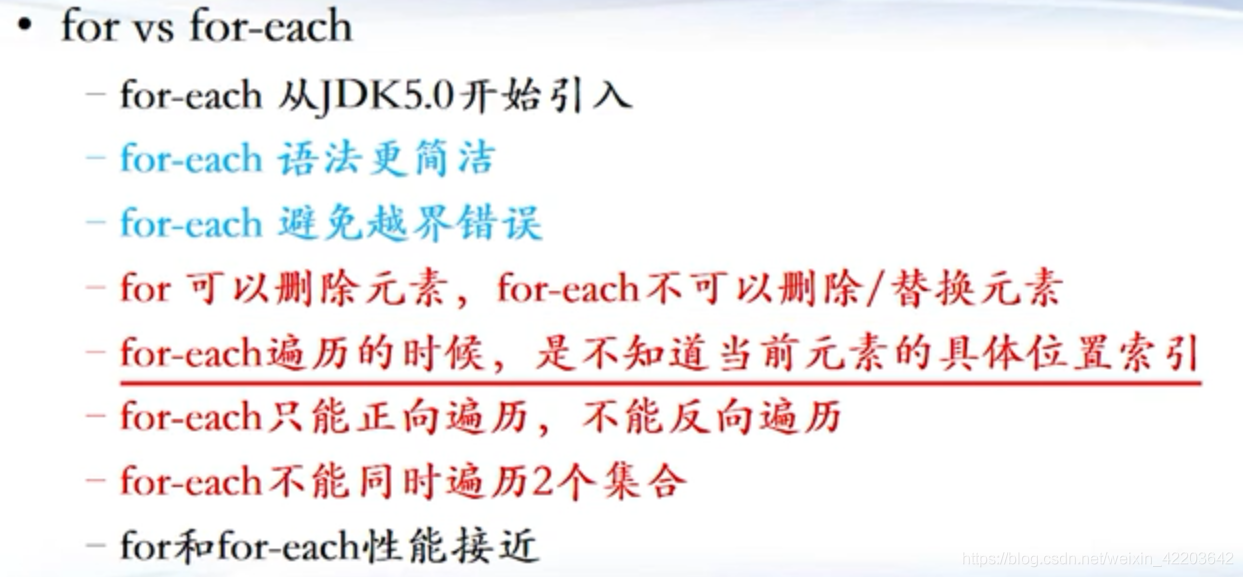 • for vs for-each
– for-each 从JDK5.0开始引入
– for-each 语法更简洁
– for-each 避免越界错误
– for 可以删除元素，for-each不可以删除/替换元素
– for-each遍历的时候，是不知道当前元素的具体位置索引
– for-each只能正向遍历，不能反向遍历
– for-each不能同时遍历2个集合
– for和for-each性能接近
https://blog.csdn.net/weixin_42203642